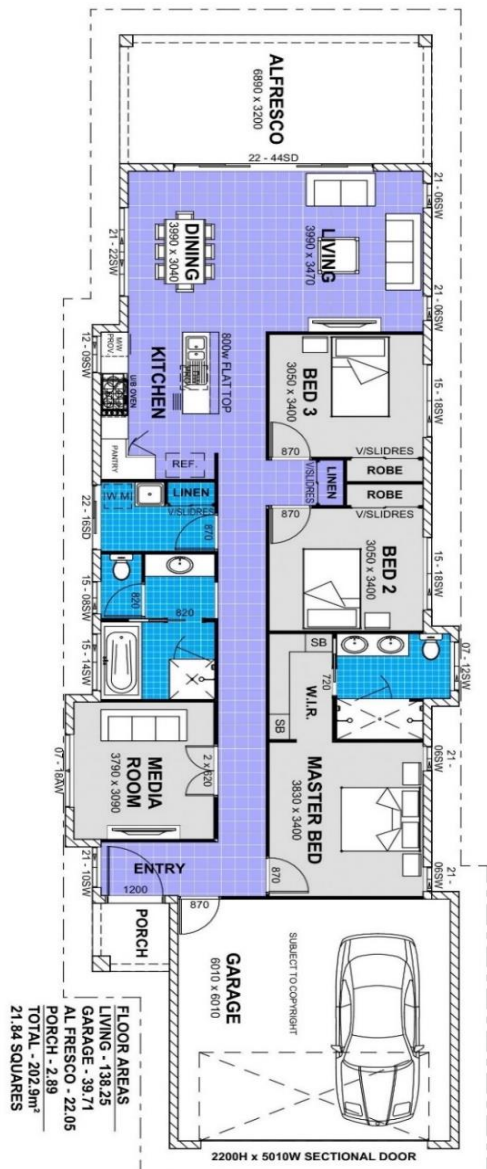 ALFRESCO
6890 x 3200
22 - 44SD
21 - 06SW
21 - 22SW
DINING
3990 x 3040
LIVING
3990 x 3470
21 - 06SW
12 - 09SW
M/W
PROV.
U/B OVEN
KITCHEN
800w FLAT TOP
BED 3
3050 x 3400
15 - 18SW
870
V/SLIDRES
ROBE
PANTRY
REF.
LINEN
V/SLIDRES
ROBE
V/SLIDRES
870
W.M
LINEN
V/SLIDRES
870
22 - 16SD
BED 2
3050 x 3400
15 - 18SW
15 - 08SW
820
820
15 - 14SW
SB
W.I.R.
SB
720
07 - 12SW
MEDIA
ROOM
3790 x 3090
2 x 620
07 - 18AW
MASTER BED
3830 x 3400
21 -
06SW
21 -
06SW
870
ENTRY
1200
21 - 10SW
870
PORCH
GARAGE
6010 x 6010
SUBJECT TO COPYRIGHT
2200H x 5010W SECTIONAL DOOR
FLOOR AREAS
LIVING - 138.25
GARAGE - 39.71
AL FRESCO - 22.05
PORCH - 2.89
TOTAL - 202.9m²
21.84 SQUARES